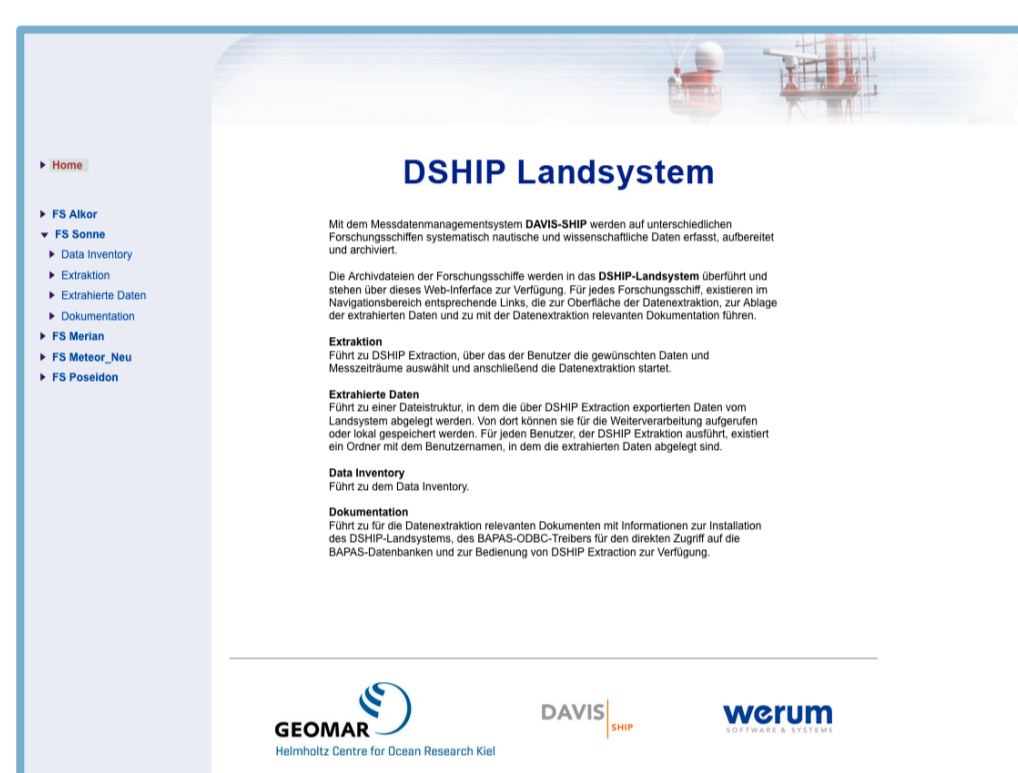 Home
FS Alkor
FS Sonne
Data Inventory
Extraktion
Extrahierte Daten
Dokumentation
FS Merian
FS Meteor_Neu
FS Poseidon
DSHIP Landsystem
Mit dem Messdatenmanagementsystem DAVIS-SHIP werden auf unterschiedlichen
Forschungsschiffen systematisch nautische und wissenschaftliche Daten erfasst, aufbereitet
und archiviert.
Die Archivdateien der Forschungsschiffe werden in das DSHIP-Landsystem überführt und
stehen über dieses Web-Inferface zur Verfügung. Für jedes Forschungsschiff, existieren im
Navigationsbereich entsprechende Links, die zur Oberfläche der Datenextraktion, zur Ablage
der extrahierten Daten und zu mit der Datenextraktion relevanten Dokumentation führen.
Extraktion
Führt zu DSHIP Extraction, über das der Benutzer die gewünschten Daten und
Messzeiträume auswählt und anschließend die Datenextraktion startet.
Extrahierte Daten
Führt zu einer Dateistruktur, in dem die über DSHIP Extraction exportierten Daten vom
Landsystem abgelegt werden. Von dort können sie für die Weiterverarbeitung aufgerufen
oder lokal gespeichert werden. Für jeden Benutzer, der DSHIP Extraktion ausführt, existiert
ein Ordner mit dem Benutzernamen, in dem die extrahierten Daten abgelegt sind.
Data Inventory
Führt zu dem Data Inventory.
Dokumentation
Führt zu für die Datenextraktion relevanten Dokumenten mit Informationen zur Installation
des DSHIP-Landsystems, des BAPAS-ODBC-Treibers für den direkten Zugriff auf die
BAPAS-Datenbanken und zur Bedienung von DSHIP Extraction zur Verfügung.
GEOMAR
Helmholtz Centre for Ocean Research Kiel
DAVIS
SHIP
werum
SOFTWARE & SYSTEMS